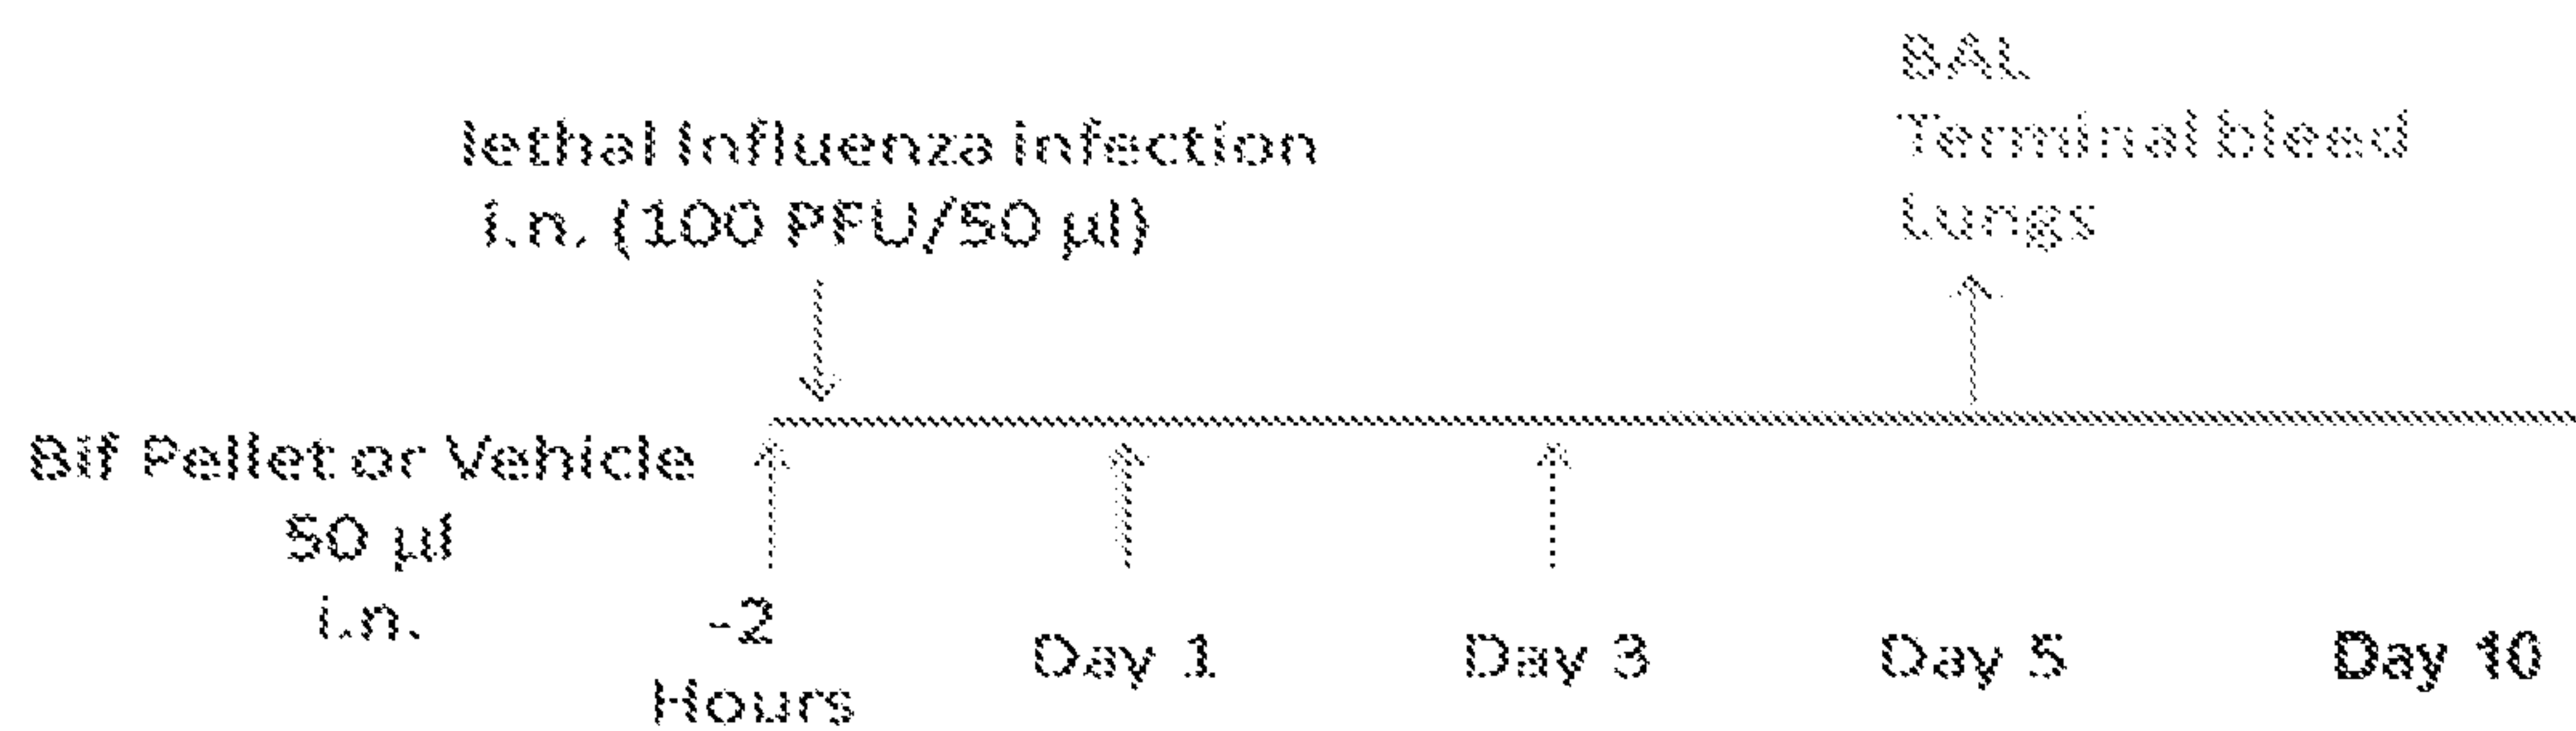 BAL
Terminal bleed
Lungs
lethal Influenza infection
i.n. (100 PFU/50 µl)
Bif Pellet or Vehicle
50 µl
i.n.
-2
Hours
Day 1
Day 3
Day 5
Day 10